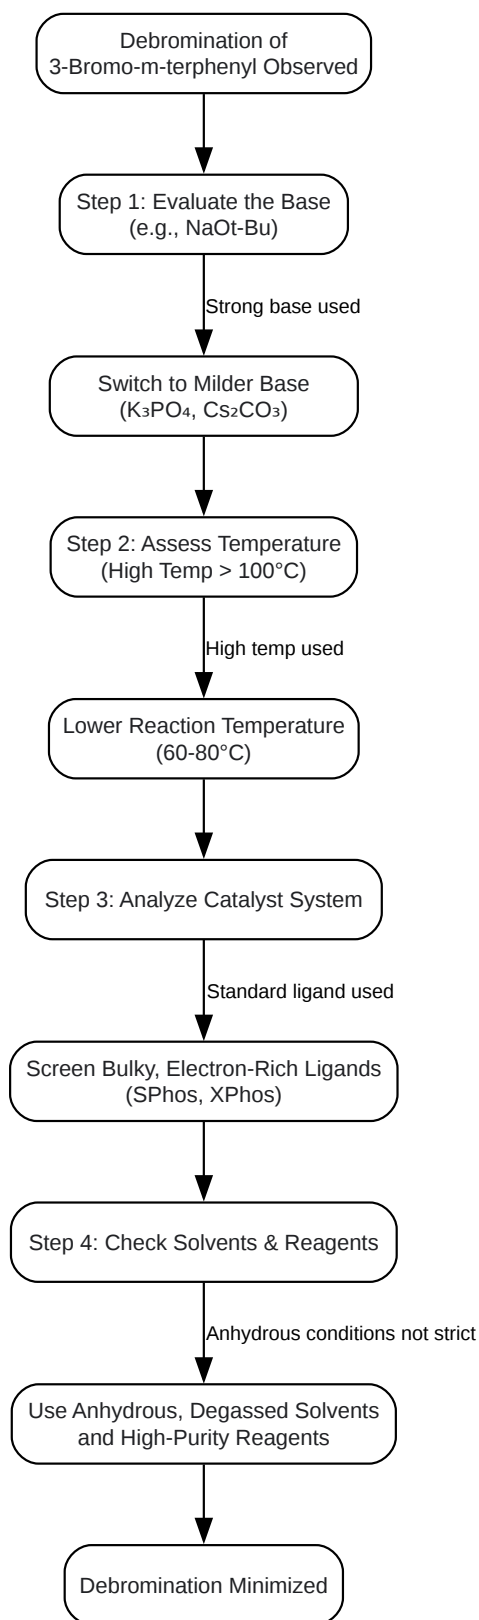 Debromination of
3-Bromo-m-terphenyl Observed
Step 1: Evaluate the Base
(e.g., NaOt-Bu)
Strong base used
Switch to Milder Base
(K₃PO₄, Cs₂CO₃)
Step 2: Assess Temperature
(High Temp > 100°C)
High temp used
Lower Reaction Temperature
(60-80°C)
Step 3: Analyze Catalyst System
Standard ligand used
Screen Bulky, Electron-Rich Ligands
(SPhos, XPhos)
Step 4: Check Solvents & Reagents
Anhydrous conditions not strict
Use Anhydrous, Degassed Solvents
and High-Purity Reagents
Debromination Minimized